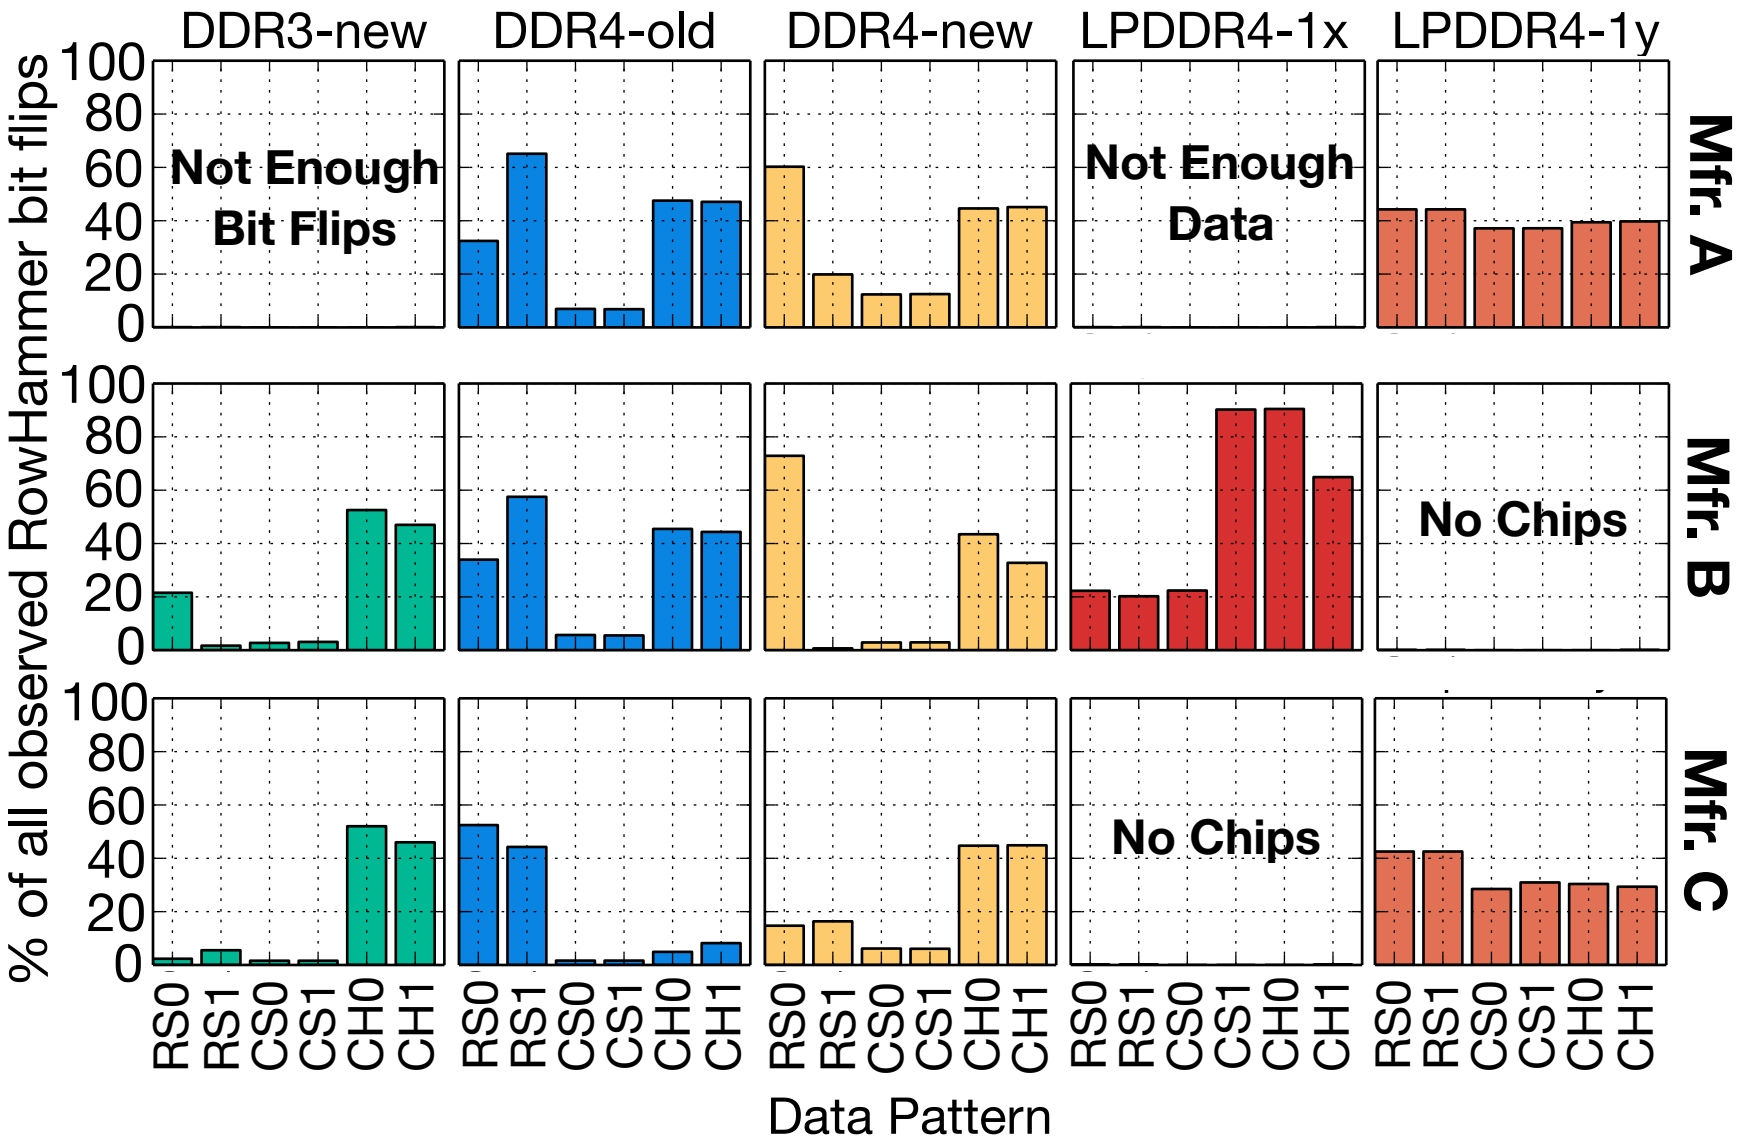 DDR3-new DDR4-old DDR4-new LPDDR4-1x LPDDR4-1y
% of all observed RowHammer bit flips
100
80
60
40
20
0
Not Enough
Bit Flips
Not Enough
Data
Mfr. A
100
80
60
40
20
0
No Chips
Mfr. B
100
80
60
40
20
0
No Chips
Mfr. C
RS0 RS1 CS0 CS1 CH0 CH1 RS0 RS1 CS0 CS1 CH0 CH1 RS0 RS1 CS0 CS1 CH0 CH1 RS0 RS1 CS0 CS1 CH0 CH1 RS0 RS1 CS0 CS1 CH0 CH1
Data Pattern